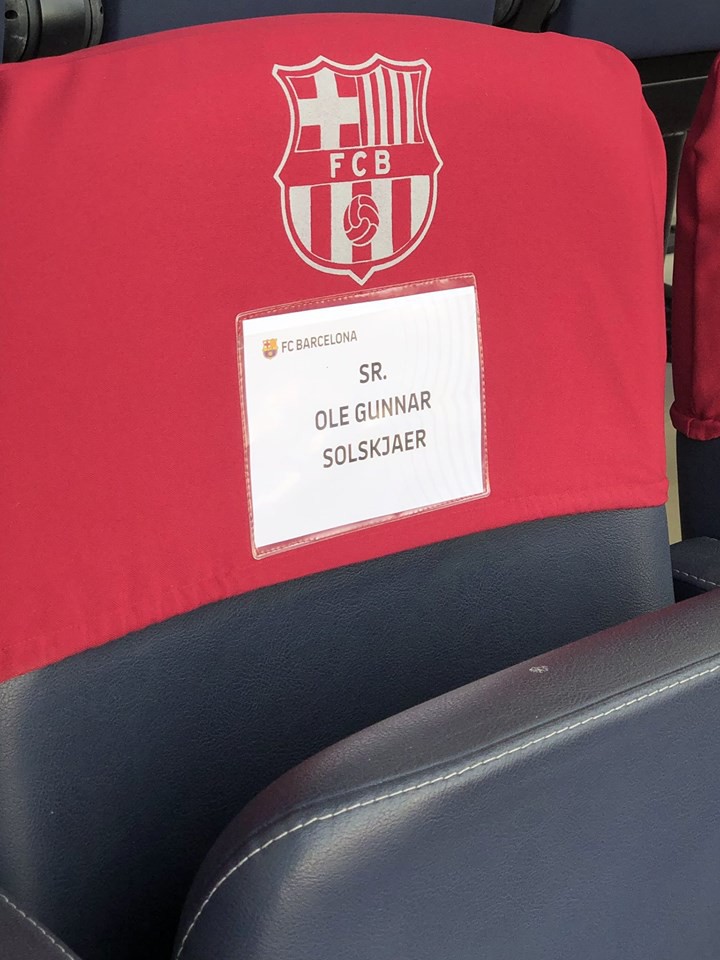 FCB
FC BARCELONA
SR.
OLE GUNNAR
SOLSKJAER